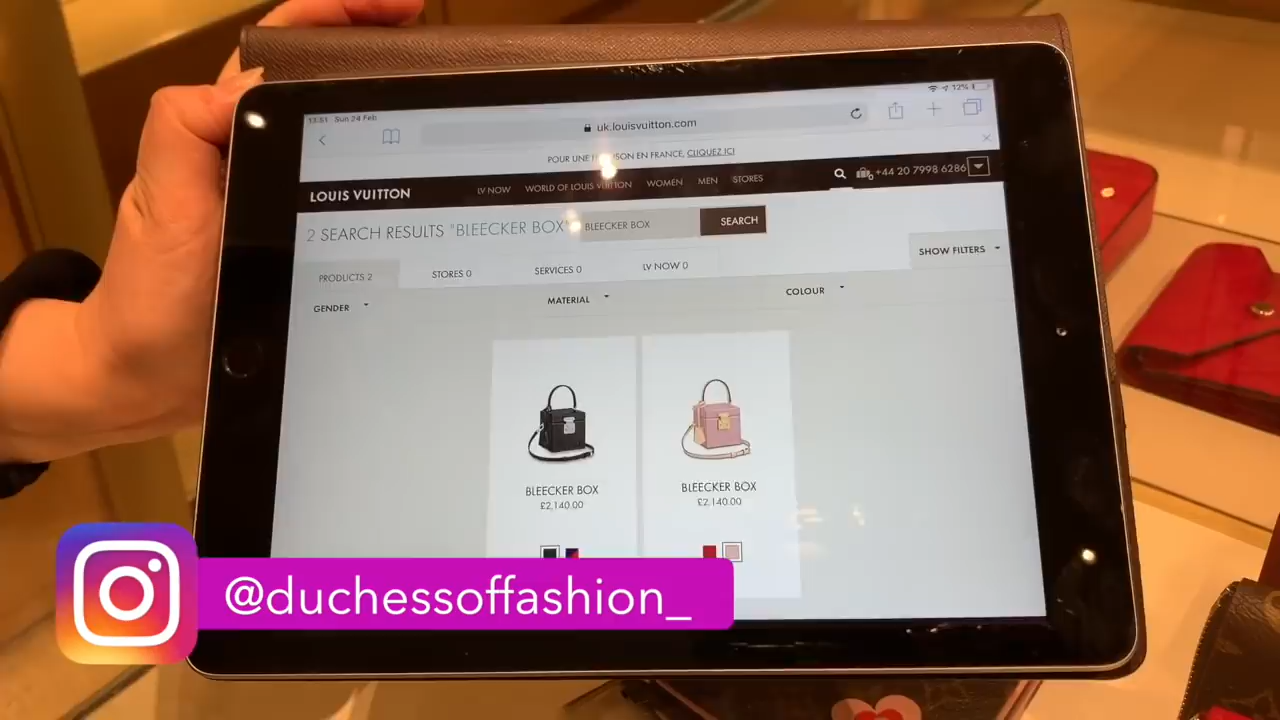 13:51 Sun 24 Feb
12%
uk.louisvuitton.com
POUR UNE ISON EN FRANCE, CLIQUEZ ICI
LOUIS VUITTON
LV NOW WORLD OF LOUIS VUITTON WOMEN MEN STORES
+44 20 7998 6286
2 SEARCH RESULTS "BLEECKER BOX"
BLEECKER BOX SEARCH
PRODUCTS 2 STORES 0 SERVICES 0 LV NOW 0
SHOW FILTERS
GENDER MATERIAL COLOUR
BLEECKER BOX
£2,140.00
BLEECKER BOX
£2,140.00
@duchessoffashion_